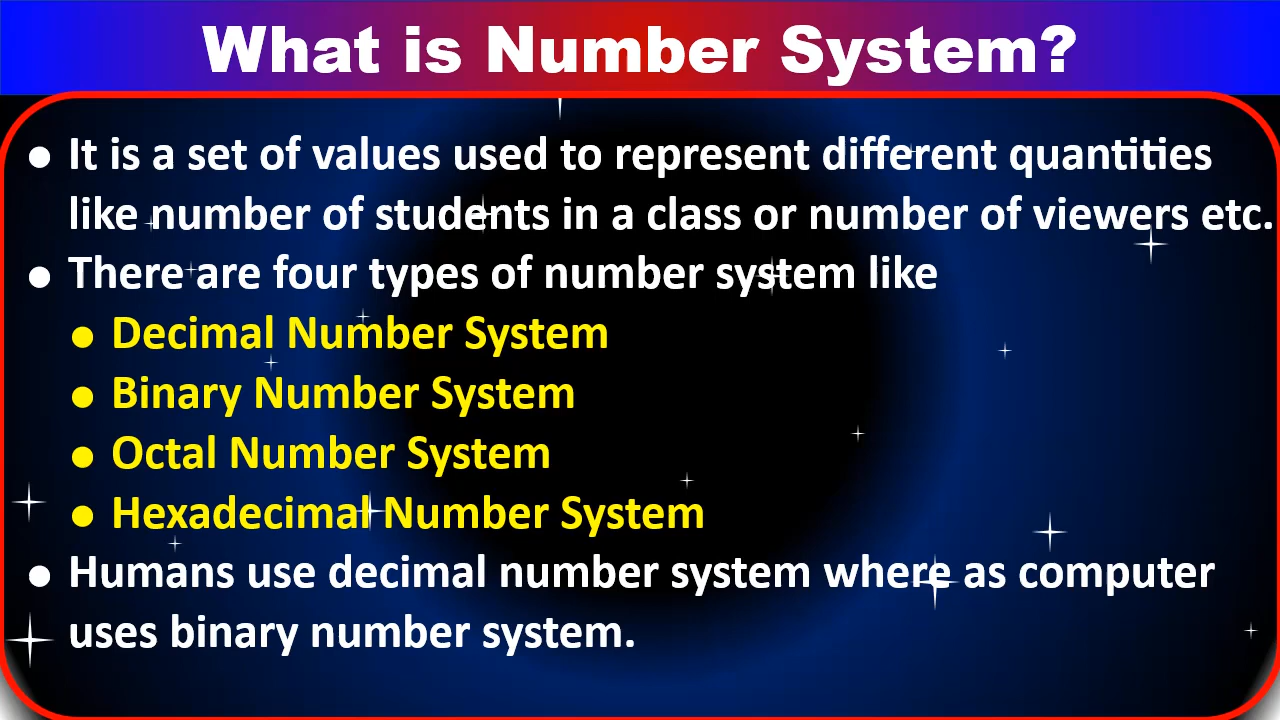 What is Number System?
● It is a set of values used to represent different quantities
like number of students in a class or number of viewers etc.
● There are four types of number system like
● Decimal Number System
● Binary Number System
● Octal Number System
● Hexadecimal Number System
● Humans use decimal number system where as computer
uses binary number system.